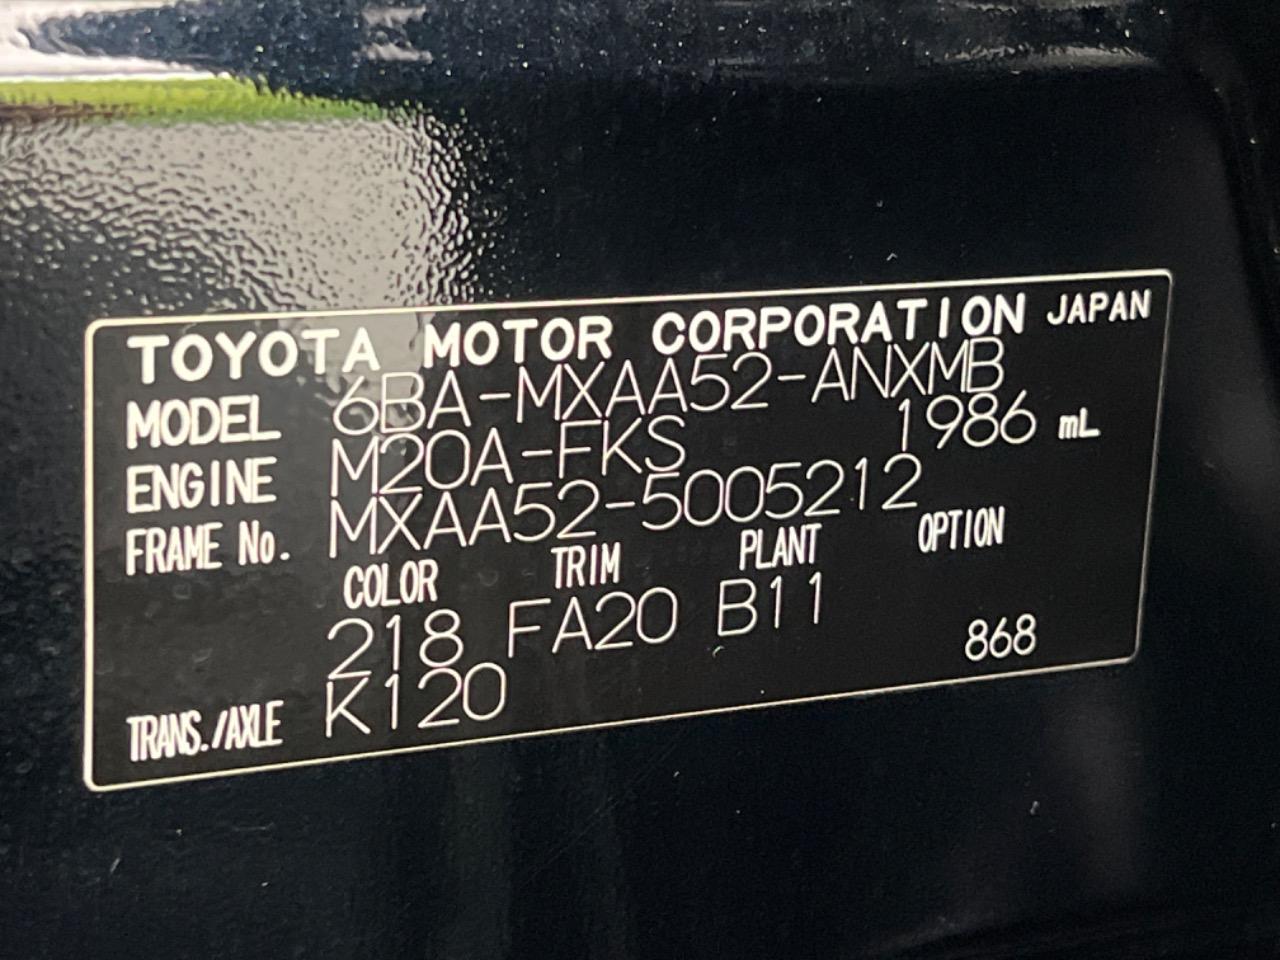 TOYOTA MOTOR CORPORATION JAPAN
MODEL 6BA-MXAA52-ANXMB
ENGINE M20A-FKS 1986 mL
FRAME No. MXAA52-5005212
COLOR TRIM PLANT OPTION
218 FA20 B11
TRANS./AXLE K120 868